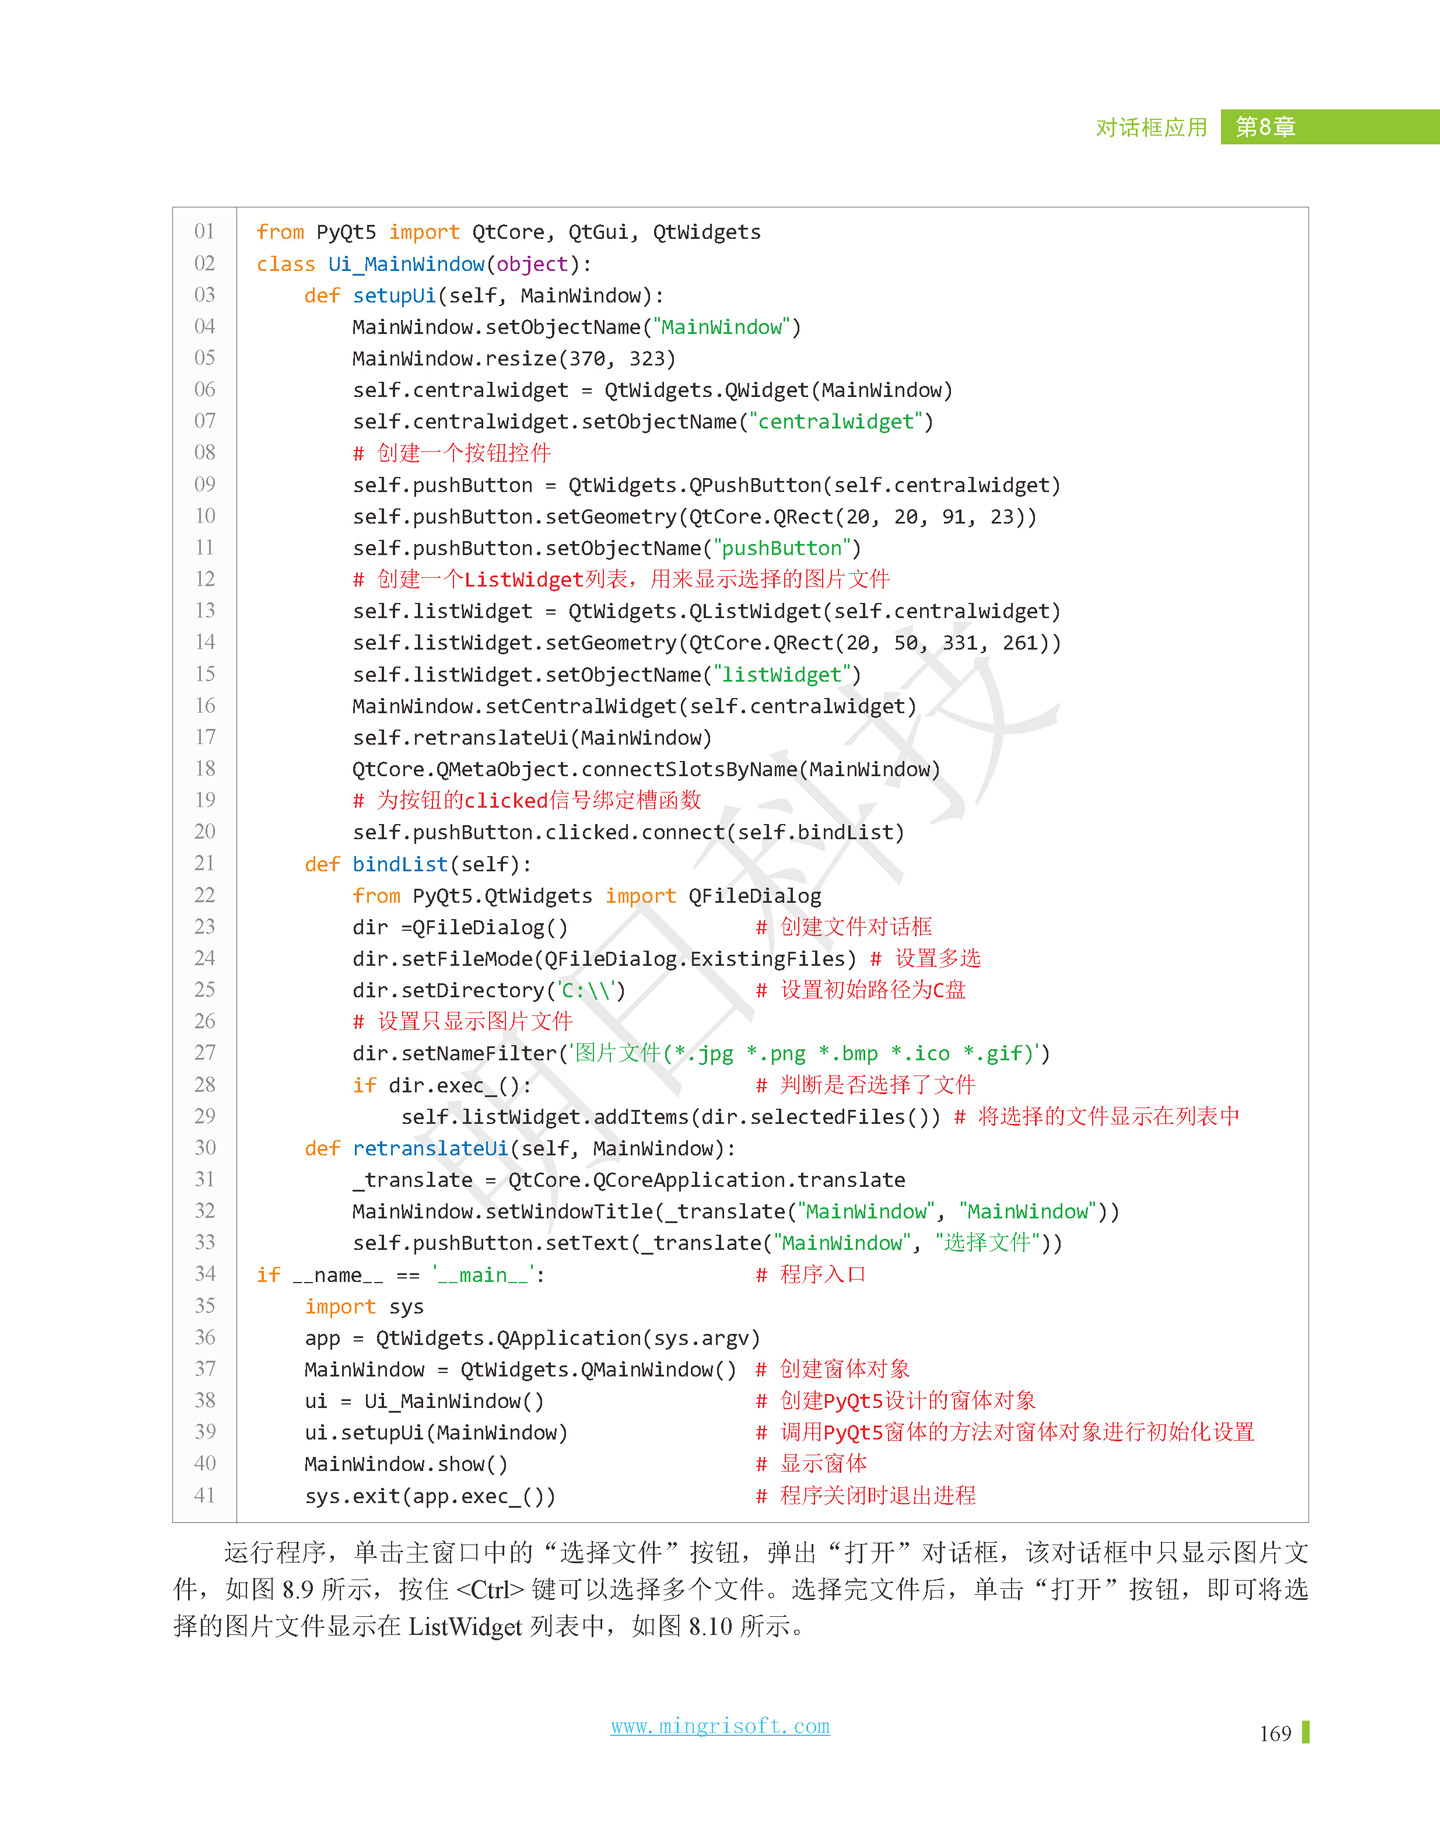 对话框应用 第8章
01 from PyQt5 import QtCore, QtGui, QtWidgets
02 class Ui_MainWindow(object):
03     def setupUi(self, MainWindow):
04         MainWindow.setObjectName("MainWindow")
05         MainWindow.resize(370, 323)
06         self.centralwidget = QtWidgets.QWidget(MainWindow)
07         self.centralwidget.setObjectName("centralwidget")
08         # 创建一个按钮控件
09         self.pushButton = QtWidgets.QPushButton(self.centralwidget)
10         self.pushButton.setGeometry(QtCore.QRect(20, 20, 91, 23))
11         self.pushButton.setObjectName("pushButton")
12         # 创建一个ListWidget列表，用来显示选择的图片文件
13         self.listWidget = QtWidgets.QListWidget(self.centralwidget)
14         self.listWidget.setGeometry(QtCore.QRect(20, 50, 331, 261))
15         self.listWidget.setObjectName("listWidget")
16         MainWindow.setCentralWidget(self.centralwidget)
17         self.retranslateUi(MainWindow)
18         QtCore.QMetaObject.connectSlotsByName(MainWindow)
19         # 为按钮的clicked信号绑定槽函数
20         self.pushButton.clicked.connect(self.bindList)
21     def bindList(self):
22         from PyQt5.QtWidgets import QFileDialog
23         dir =QFileDialog()                # 创建文件对话框
24         dir.setFileMode(QFileDialog.ExistingFiles) # 设置多选
25         dir.setDirectory('C:\\')           # 设置初始路径为C盘
26         # 设置只显示图片文件
27         dir.setNameFilter('图片文件(*.jpg *.png *.bmp *.ico *.gif)')
28         if dir.exec_():                   # 判断是否选择了文件
29             self.listWidget.addItems(dir.selectedFiles()) # 将选择的文件显示在列表中
30     def retranslateUi(self, MainWindow):
31         _translate = QtCore.QCoreApplication.translate
32         MainWindow.setWindowTitle(_translate("MainWindow", "MainWindow"))
33         self.pushButton.setText(_translate("MainWindow", "选择文件"))
34 if __name__ == '__main__':                # 程序入口
35     import sys
36     app = QtWidgets.QApplication(sys.argv)
37     MainWindow = QtWidgets.QMainWindow() # 创建窗体对象
38     ui = Ui_MainWindow()                 # 创建PyQt5设计的窗体对象
39     ui.setupUi(MainWindow)               # 调用PyQt5窗体的方法对窗体对象进行初始化设置
40     MainWindow.show()                    # 显示窗体
41     sys.exit(app.exec_())                # 程序关闭时退出进程
明日科技
运行程序，单击主窗口中的“选择文件”按钮，弹出“打开”对话框，该对话框中只显示图片文
件，如图 8.9 所示，按住 <Ctrl> 键可以选择多个文件。选择完文件后，单击“打开”按钮，即可将选
择的图片文件显示在 ListWidget 列表中，如图 8.10 所示。
www.mingrisoft.com
169